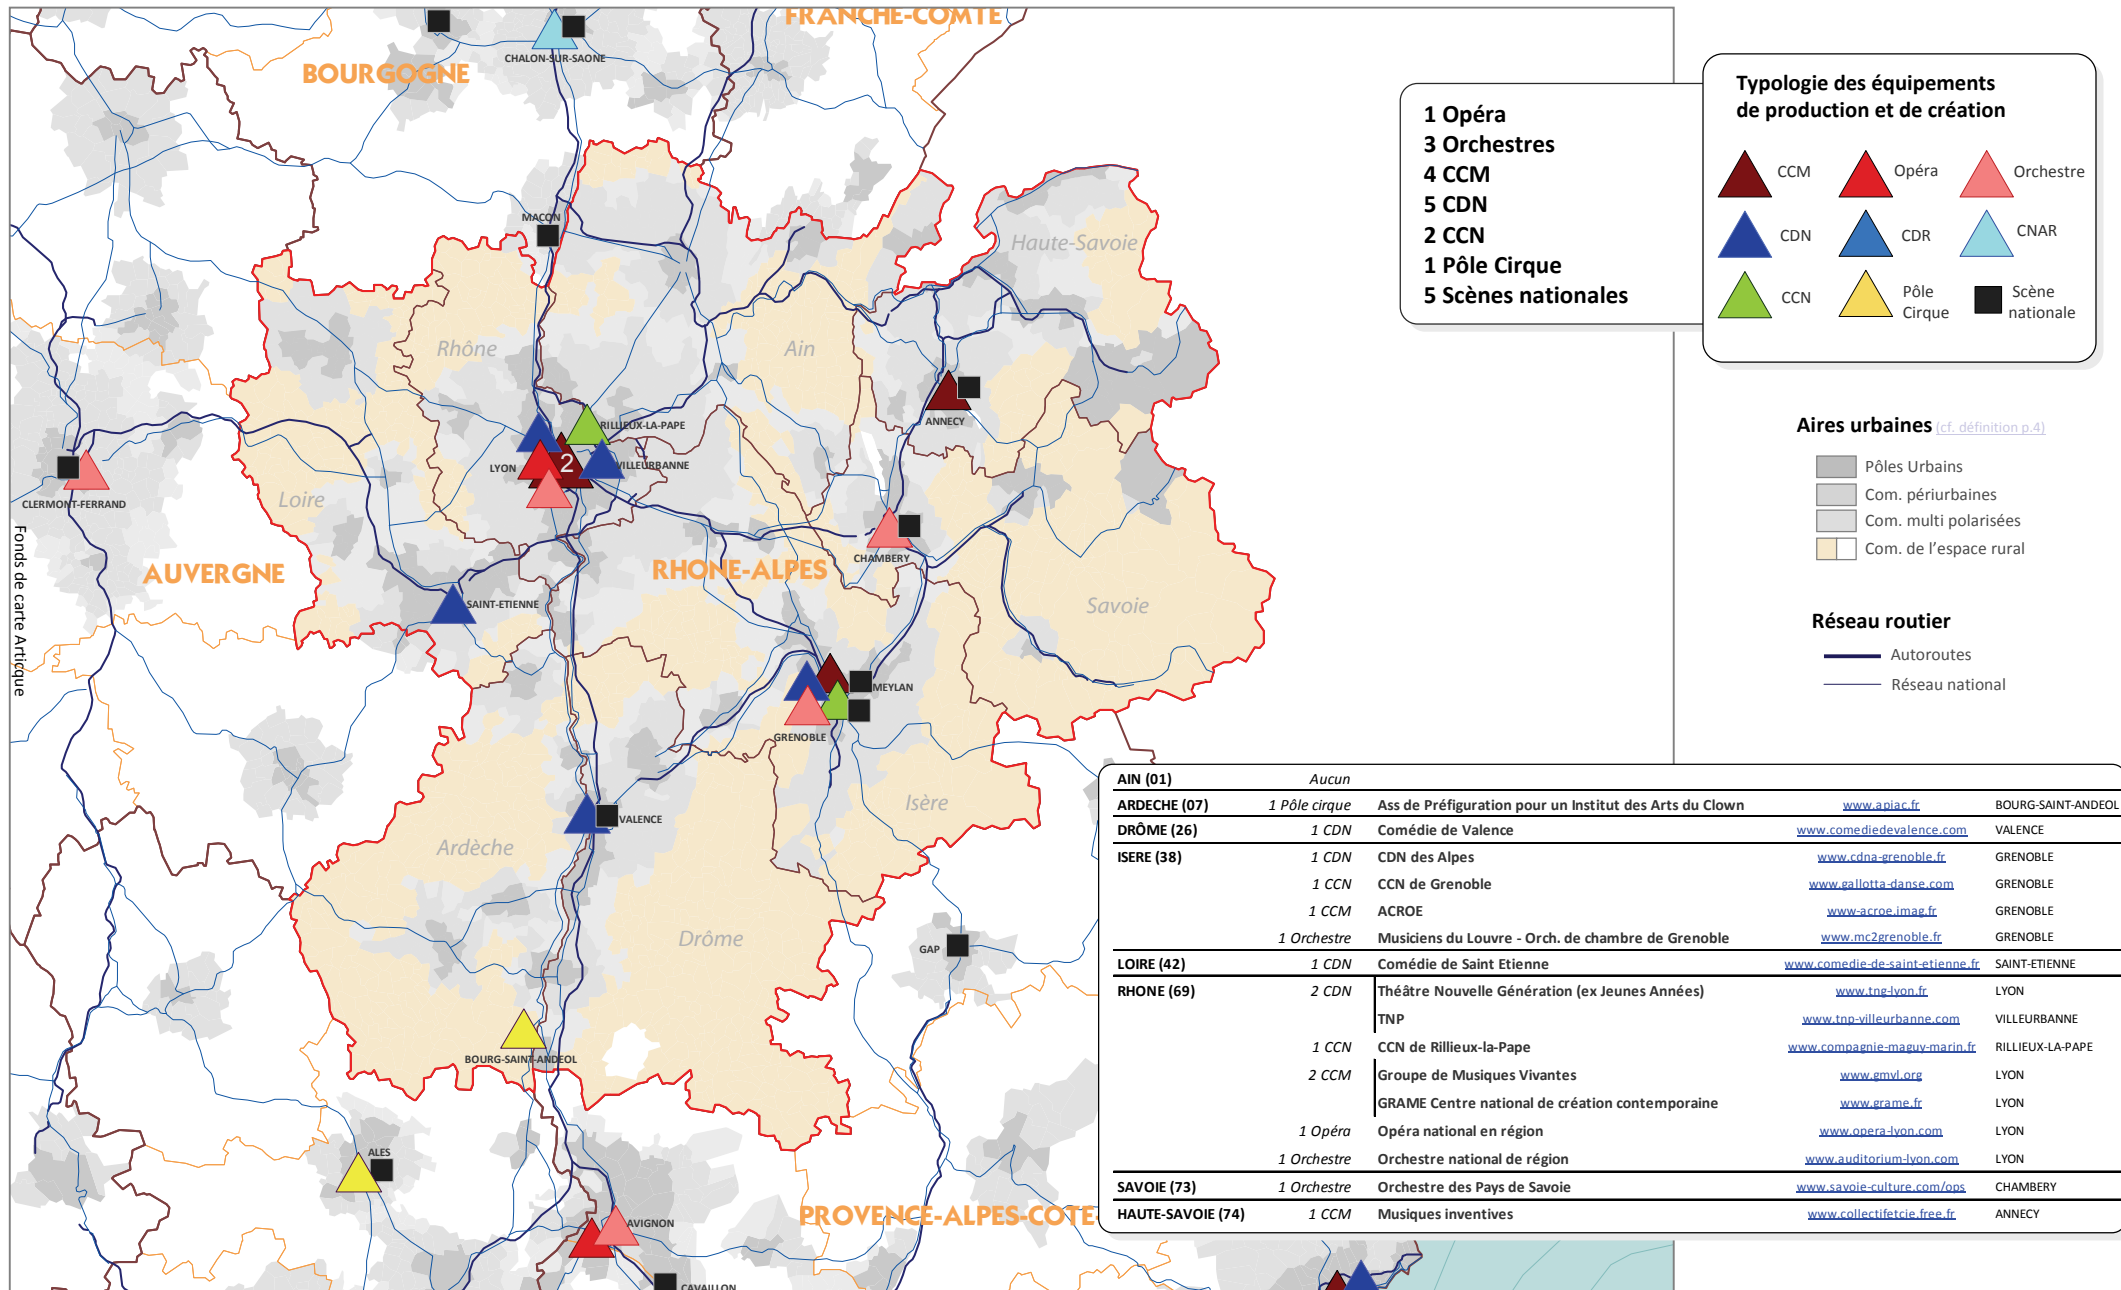 FRANCHE-COMTE
BOURGOGNE
CHALON-SUR-SAONE
MACON
Haute-Savoie
Rhône
Ain
ANNECY
RILLIEUX-LA-PAPE
LYON
2
VILLEURBANNE
CLERMONT-FERRAND
Loire
Fonds de carte Articque
AUVERGNE
RHONE-ALPES
CHAMBERY
SAINT-ETIENNE
Savoie
MEYLAN
GRENOBLE
Isère
VALENCE
Ardèche
Drôme
GAP
BOURG-SAINT-ANDEOL
ALES
AVIGNON
PROVENCE-ALPES-COTE-
CAVAILLON
1 Opéra
3 Orchestres
4 CCM
5 CDN
2 CCN
1 Pôle Cirque
5 Scènes nationales
Typologie des équipements
de production et de création
CCM Opéra Orchestre
CDN CDR CNAR
CCN Pôle Cirque Scène nationale
Aires urbaines (cf. définition p.4)
Pôles Urbains
Com. périurbaines
Com. multi polarisées
Com. de l'espace rural
Réseau routier
Autoroutes
Réseau national
AIN (01) Aucun
ARDECHE (07) 1 Pôle cirque Ass de Préfiguration pour un Institut des Arts du Clown www.apiac.fr BOURG-SAINT-ANDEOL
DRÔME (26) 1 CDN Comédie de Valence www.comediedevalence.com VALENCE
ISERE (38) 1 CDN CDN des Alpes www.cdna-grenoble.fr GRENOBLE
1 CCN CCN de Grenoble www.gallotta-danse.com GRENOBLE
1 CCM ACROE www-acroe.imag.fr GRENOBLE
1 Orchestre Musiciens du Louvre - Orch. de chambre de Grenoble www.mc2grenoble.fr GRENOBLE
LOIRE (42) 1 CDN Comédie de Saint Etienne www.comedie-de-saint-etienne.fr SAINT-ETIENNE
RHONE (69) 2 CDN Théâtre Nouvelle Génération (ex Jeunes Années) www.tng-lyon.fr LYON
TNP www.tnp-villeurbanne.com VILLEURBANNE
1 CCN CCN de Rillieux-la-Pape www.compagnie-maguy-marin.fr RILLIEUX-LA-PAPE
2 CCM Groupe de Musiques Vivantes www.gmvl.org LYON
GRAME Centre national de création contemporaine www.grame.fr LYON
1 Opéra Opéra national en région www.opera-lyon.com LYON
1 Orchestre Orchestre national de région www.auditorium-lyon.com LYON
SAVOIE (73) 1 Orchestre Orchestre des Pays de Savoie www.savoie-culture.com/ops CHAMBERY
HAUTE-SAVOIE (74) 1 CCM Musiques inventives www.collectifetcie.free.fr ANNECY